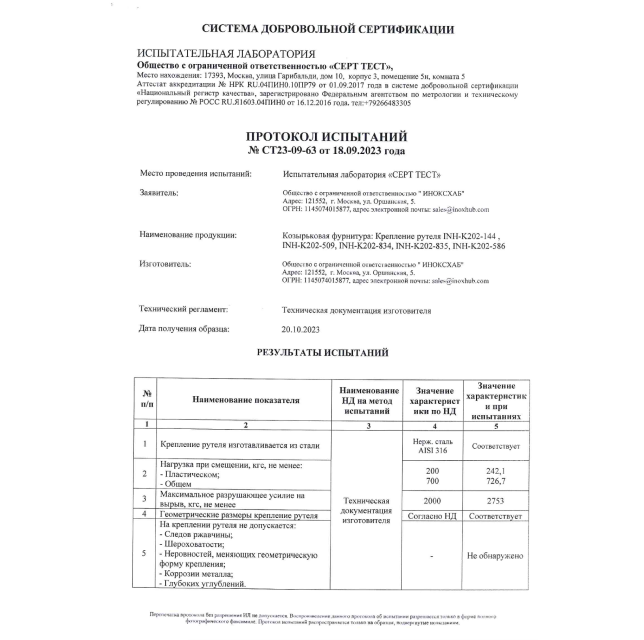 СИСТЕМА ДОБРОВОЛЬНОЙ СЕРТИФИКАЦИИ
ИСПЫТАТЕЛЬНАЯ ЛАБОРАТОРИЯ
Общество с ограниченной ответственностью «СЕРТ ТЕСТ»,
Место нахождения: 17393, Москва, улица Гарибальди, дом 10, корпус 3, помещение 5н, комната 5
Аттестат аккредитации № НРК RU.04ПИН0.10ПР79 от 01.09.2017 года в системе добровольной сертификации
«Национальный регистр качества», зарегистрировано Федеральным агентством по метрологии и техническому
регулированию № РОСС RU.Я1603.04ПИН0 от 16.12.2016 года. тел:+79266483305
ПРОТОКОЛ ИСПЫТАНИЙ
№ СТ23-09-63 от 18.09.2023 года
Место проведения испытаний: Испытательная лаборатория «СЕРТ ТЕСТ»
Заявитель: Общество с ограниченной ответственностью " ИНОКСХАБ"
Адрес: 121552, г. Москва, ул. Оршанская, 5.
ОГРН: 1145074015877, адрес электронной почты: sales@inoxhub.com
Наименование продукции: Козырьковая фурнитура: Крепление рутеля INH-K202-144 ,
INH-K202-509, INH-K202-834, INH-K202-835, INH-K202-586
Изготовитель: Общество с ограниченной ответственностью " ИНОКСХАБ"
Адрес: 121552, г. Москва, ул. Оршанская, 5.
ОГРН: 1145074015877, адрес электронной почты: sales@inoxhub.com
Технический регламент: Техническая документация изготовителя
Дата получения образца: 20.10.2023
РЕЗУЛЬТАТЫ ИСПЫТАНИЙ
№ п/п Наименование показателя Наименование НД на метод испытаний Значение характерист ики по НД Значение характеристик и при испытаниях
1 2 3 4 5
1 Крепление рутеля изготавливается из стали Нерж. сталь AISI 316 Соответствует
2 Нагрузка при смещении, кгс, не менее:
- Пластическом; 200 242,1
- Общем 700 726,7
3 Максимальное разрушающее усилие на
вырыв, кгс, не менее 2000 2753
Техническая документация изготовителя
4 Геометрические размеры крепление рутеля Согласно НД Соответствует
5 На креплении рутеля не допускается:
- Следов ржавчины;
- Шероховатости;
- Неровностей, меняющих геометрическую
форму крепления; - Не обнаружено
- Коррозии металла;
- Глубоких углублений.
Перепечатка протокола без разрешения ИЛ не допускается. Воспроизведение данного протокола об испытании разрешается только в форме полного
фотографического факсимиле. Протокол испытаний распространяется только на образцы, подвергнутые испытаниям.